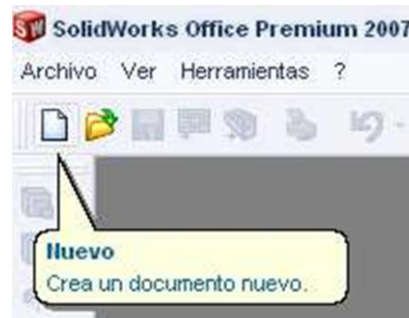 SolidWorks Office Premium 2007
Archivo Ver Herramientas ?
Nuevo
Crea un documento nuevo.